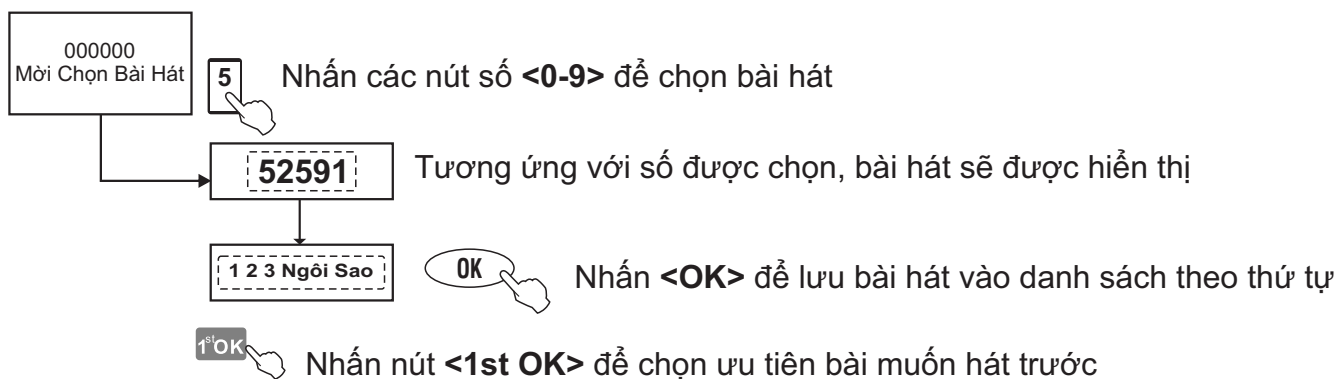 000000
Mời Chọn Bài Hát
5 Nhấn các nút số <0-9> để chọn bài hát
52591 Tương ứng với số được chọn, bài hát sẽ được hiển thị
1 2 3 Ngôi Sao OK Nhấn <OK> để lưu bài hát vào danh sách theo thứ tự
1st OK Nhấn nút <1st OK> để chọn ưu tiên bài muốn hát trước